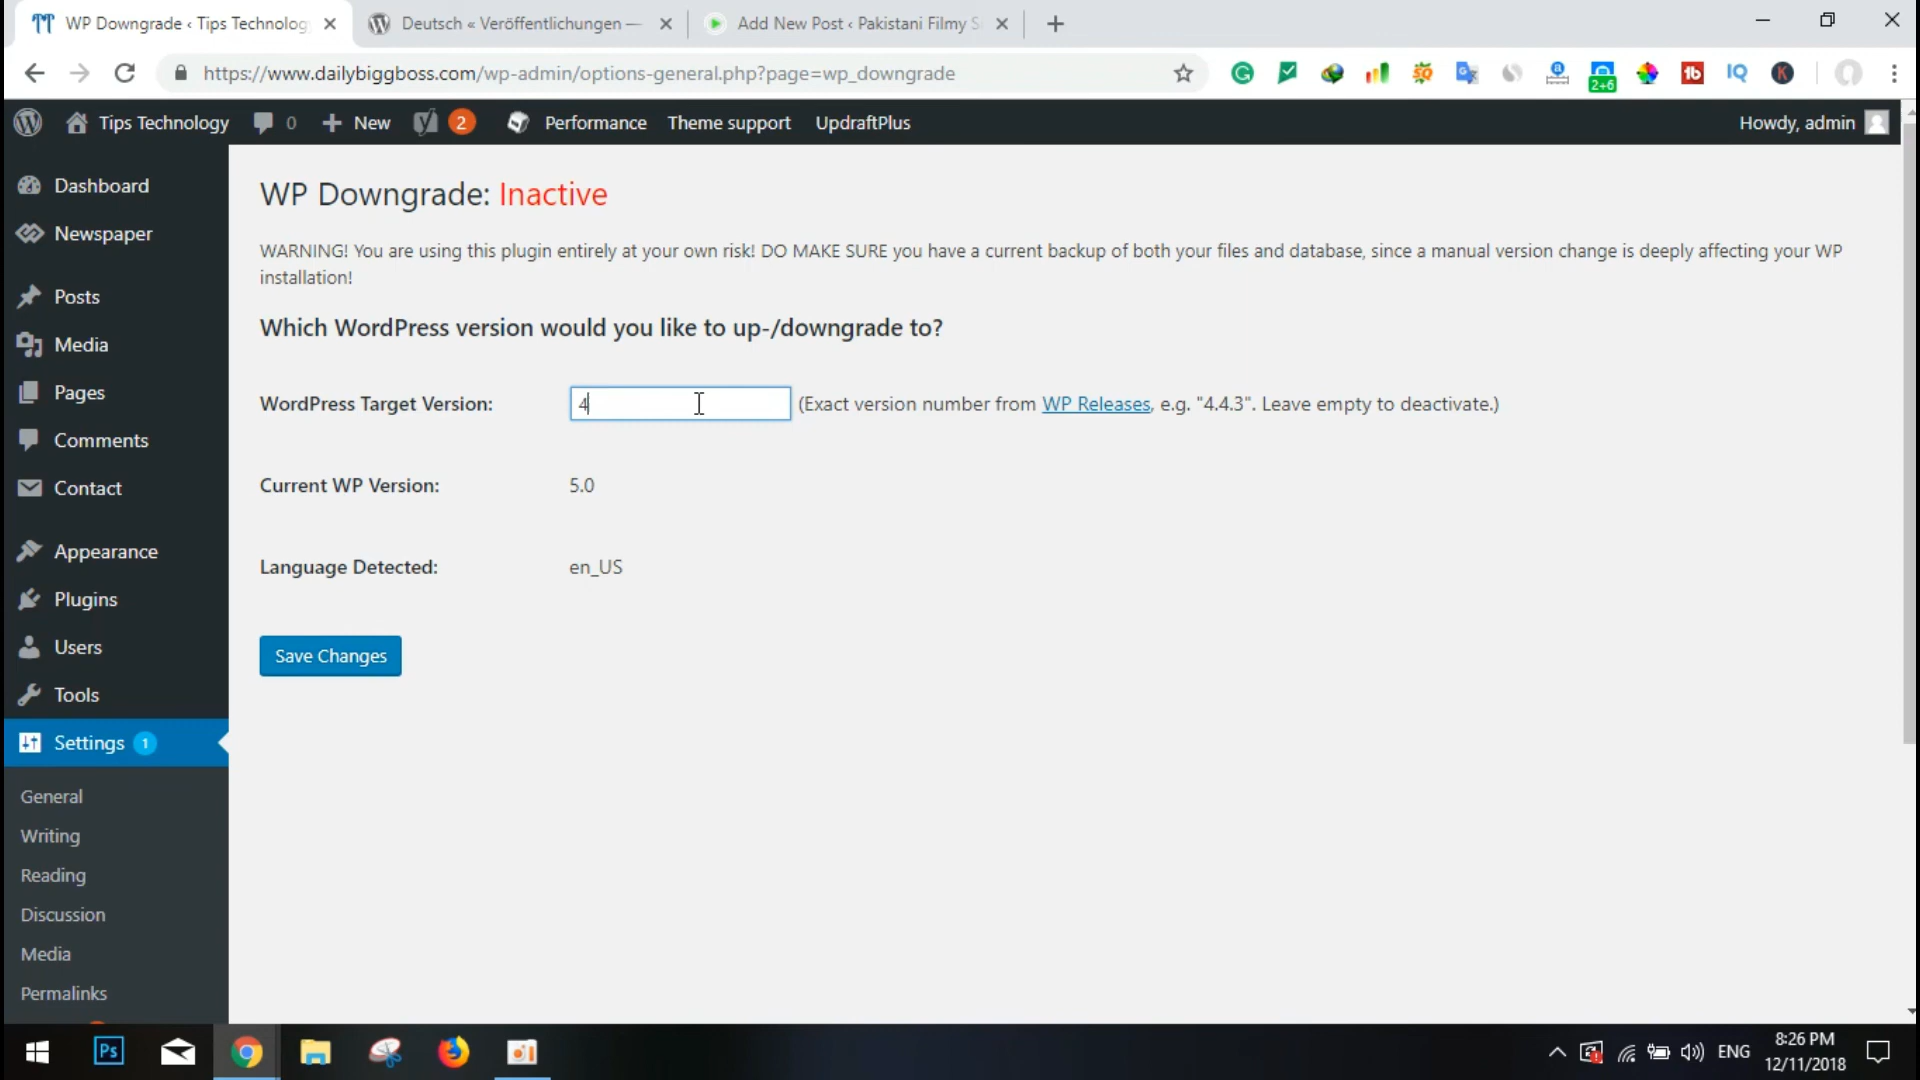 WP Downgrade ‹ Tips Technolog
Deutsch « Veröffentlichungen —
Add New Post ‹ Pakistani Filmy S
https://www.dailybiggboss.com/wp-admin/options-general.php?page=wp_downgrade
2+6
Tips Technology
0
New
2
Performance
Theme support
UpdraftPlus
Howdy, admin
Dashboard
Newspaper
Posts
Media
Pages
Comments
Contact
Appearance
Plugins
Users
Tools
Settings 1
General
Writing
Reading
Discussion
Media
Permalinks
WP Downgrade: Inactive
WARNING! You are using this plugin entirely at your own risk! DO MAKE SURE you have a current backup of both your files and database, since a manual version change is deeply affecting your WP
installation!
Which WordPress version would you like to up-/downgrade to?
WordPress Target Version: 4 (Exact version number from WP Releases, e.g. "4.4.3". Leave empty to deactivate.)
Current WP Version: 5.0
Language Detected: en_US
Save Changes
Ps
ENG
8:26 PM
12/11/2018